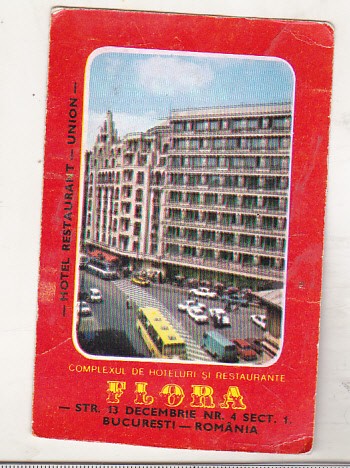 — HOTEL RESTAURANT — UNION —
COMPLEXUL DE HOTELURI ȘI RESTAURANTE
FLORA
— STR. 13 DECEMBRIE NR. 4 SECT. 1.
BUCUREȘTI — ROMÂNIA